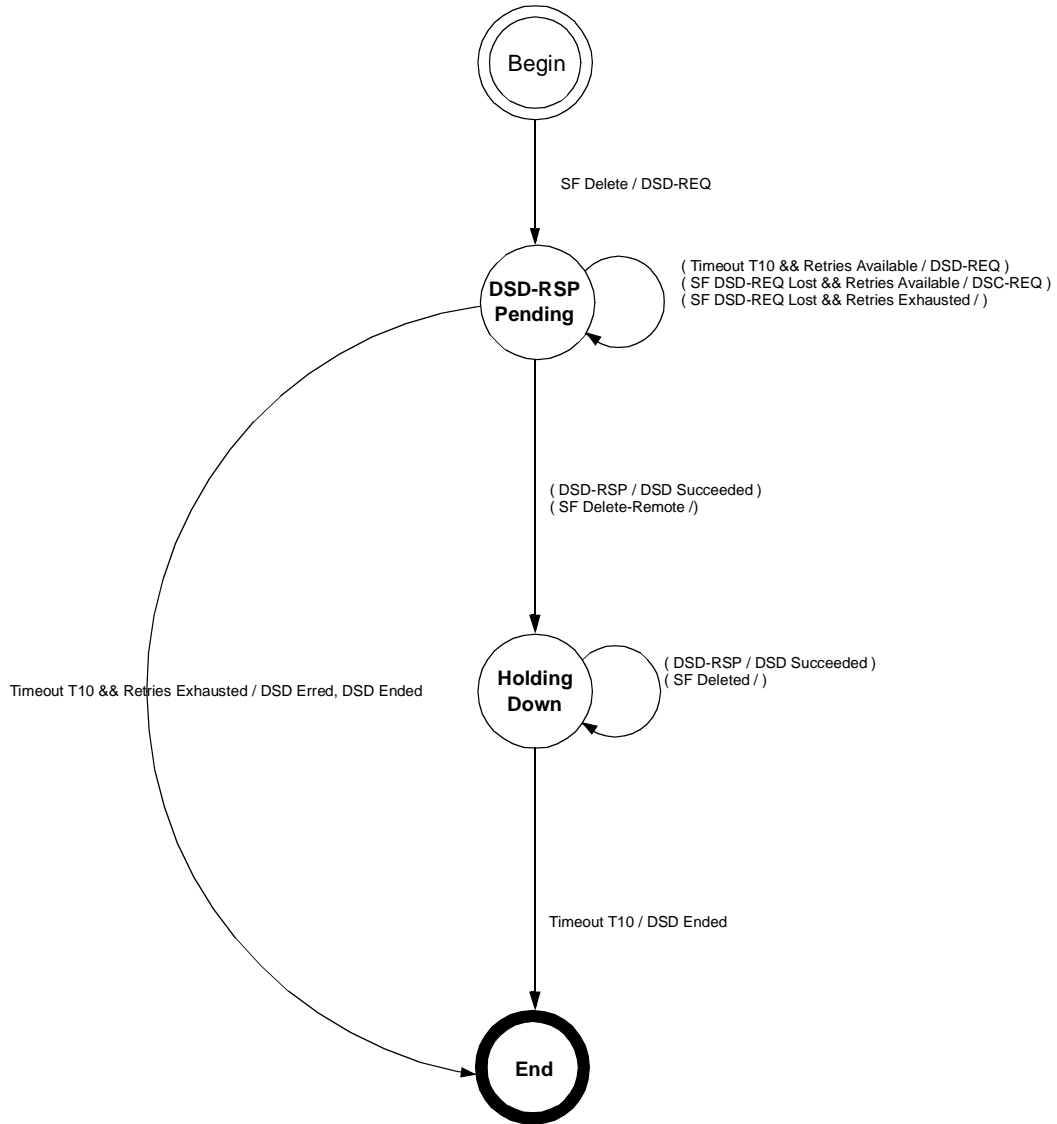 Begin
SF Delete / DSD-REQ
DSD-RSP
Pending
( Timeout T10 && Retries Available / DSD-REQ )
( SF DSD-REQ Lost && Retries Available / DSC-REQ )
( SF DSD-REQ Lost && Retries Exhausted / )
( DSD-RSP / DSD Succeeded )
( SF Delete-Remote /)
Holding
Down
( DSD-RSP / DSD Succeeded )
( SF Deleted / )
Timeout T10 && Retries Exhausted / DSD Erred, DSD Ended
Timeout T10 / DSD Ended
End